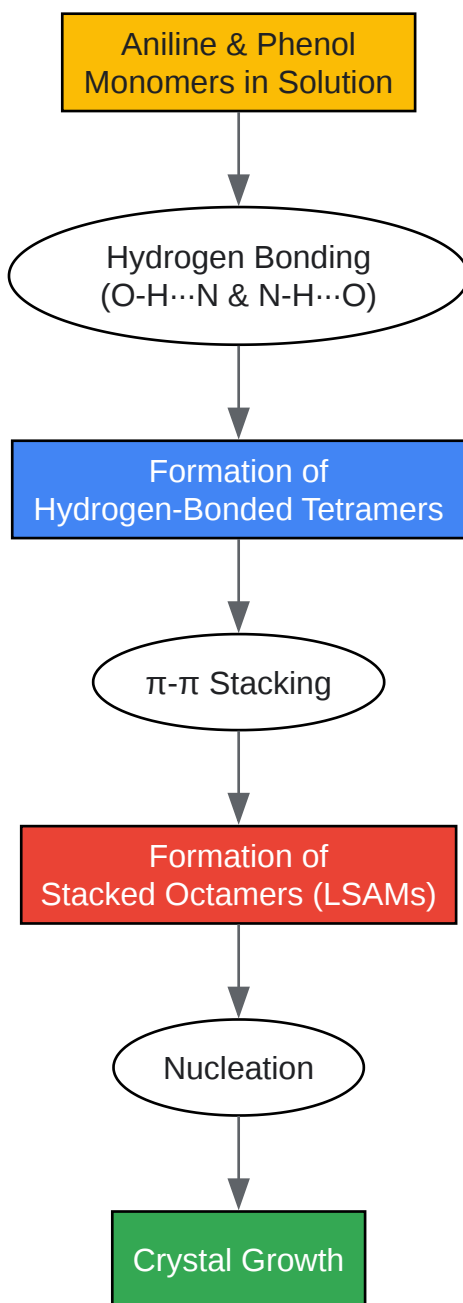 Aniline & Phenol
Monomers in Solution
Hydrogen Bonding
(O-H···N & N-H···O)
Formation of
Hydrogen-Bonded Tetramers
π-π Stacking
Formation of
Stacked Octamers (LSAMs)
Nucleation
Crystal Growth